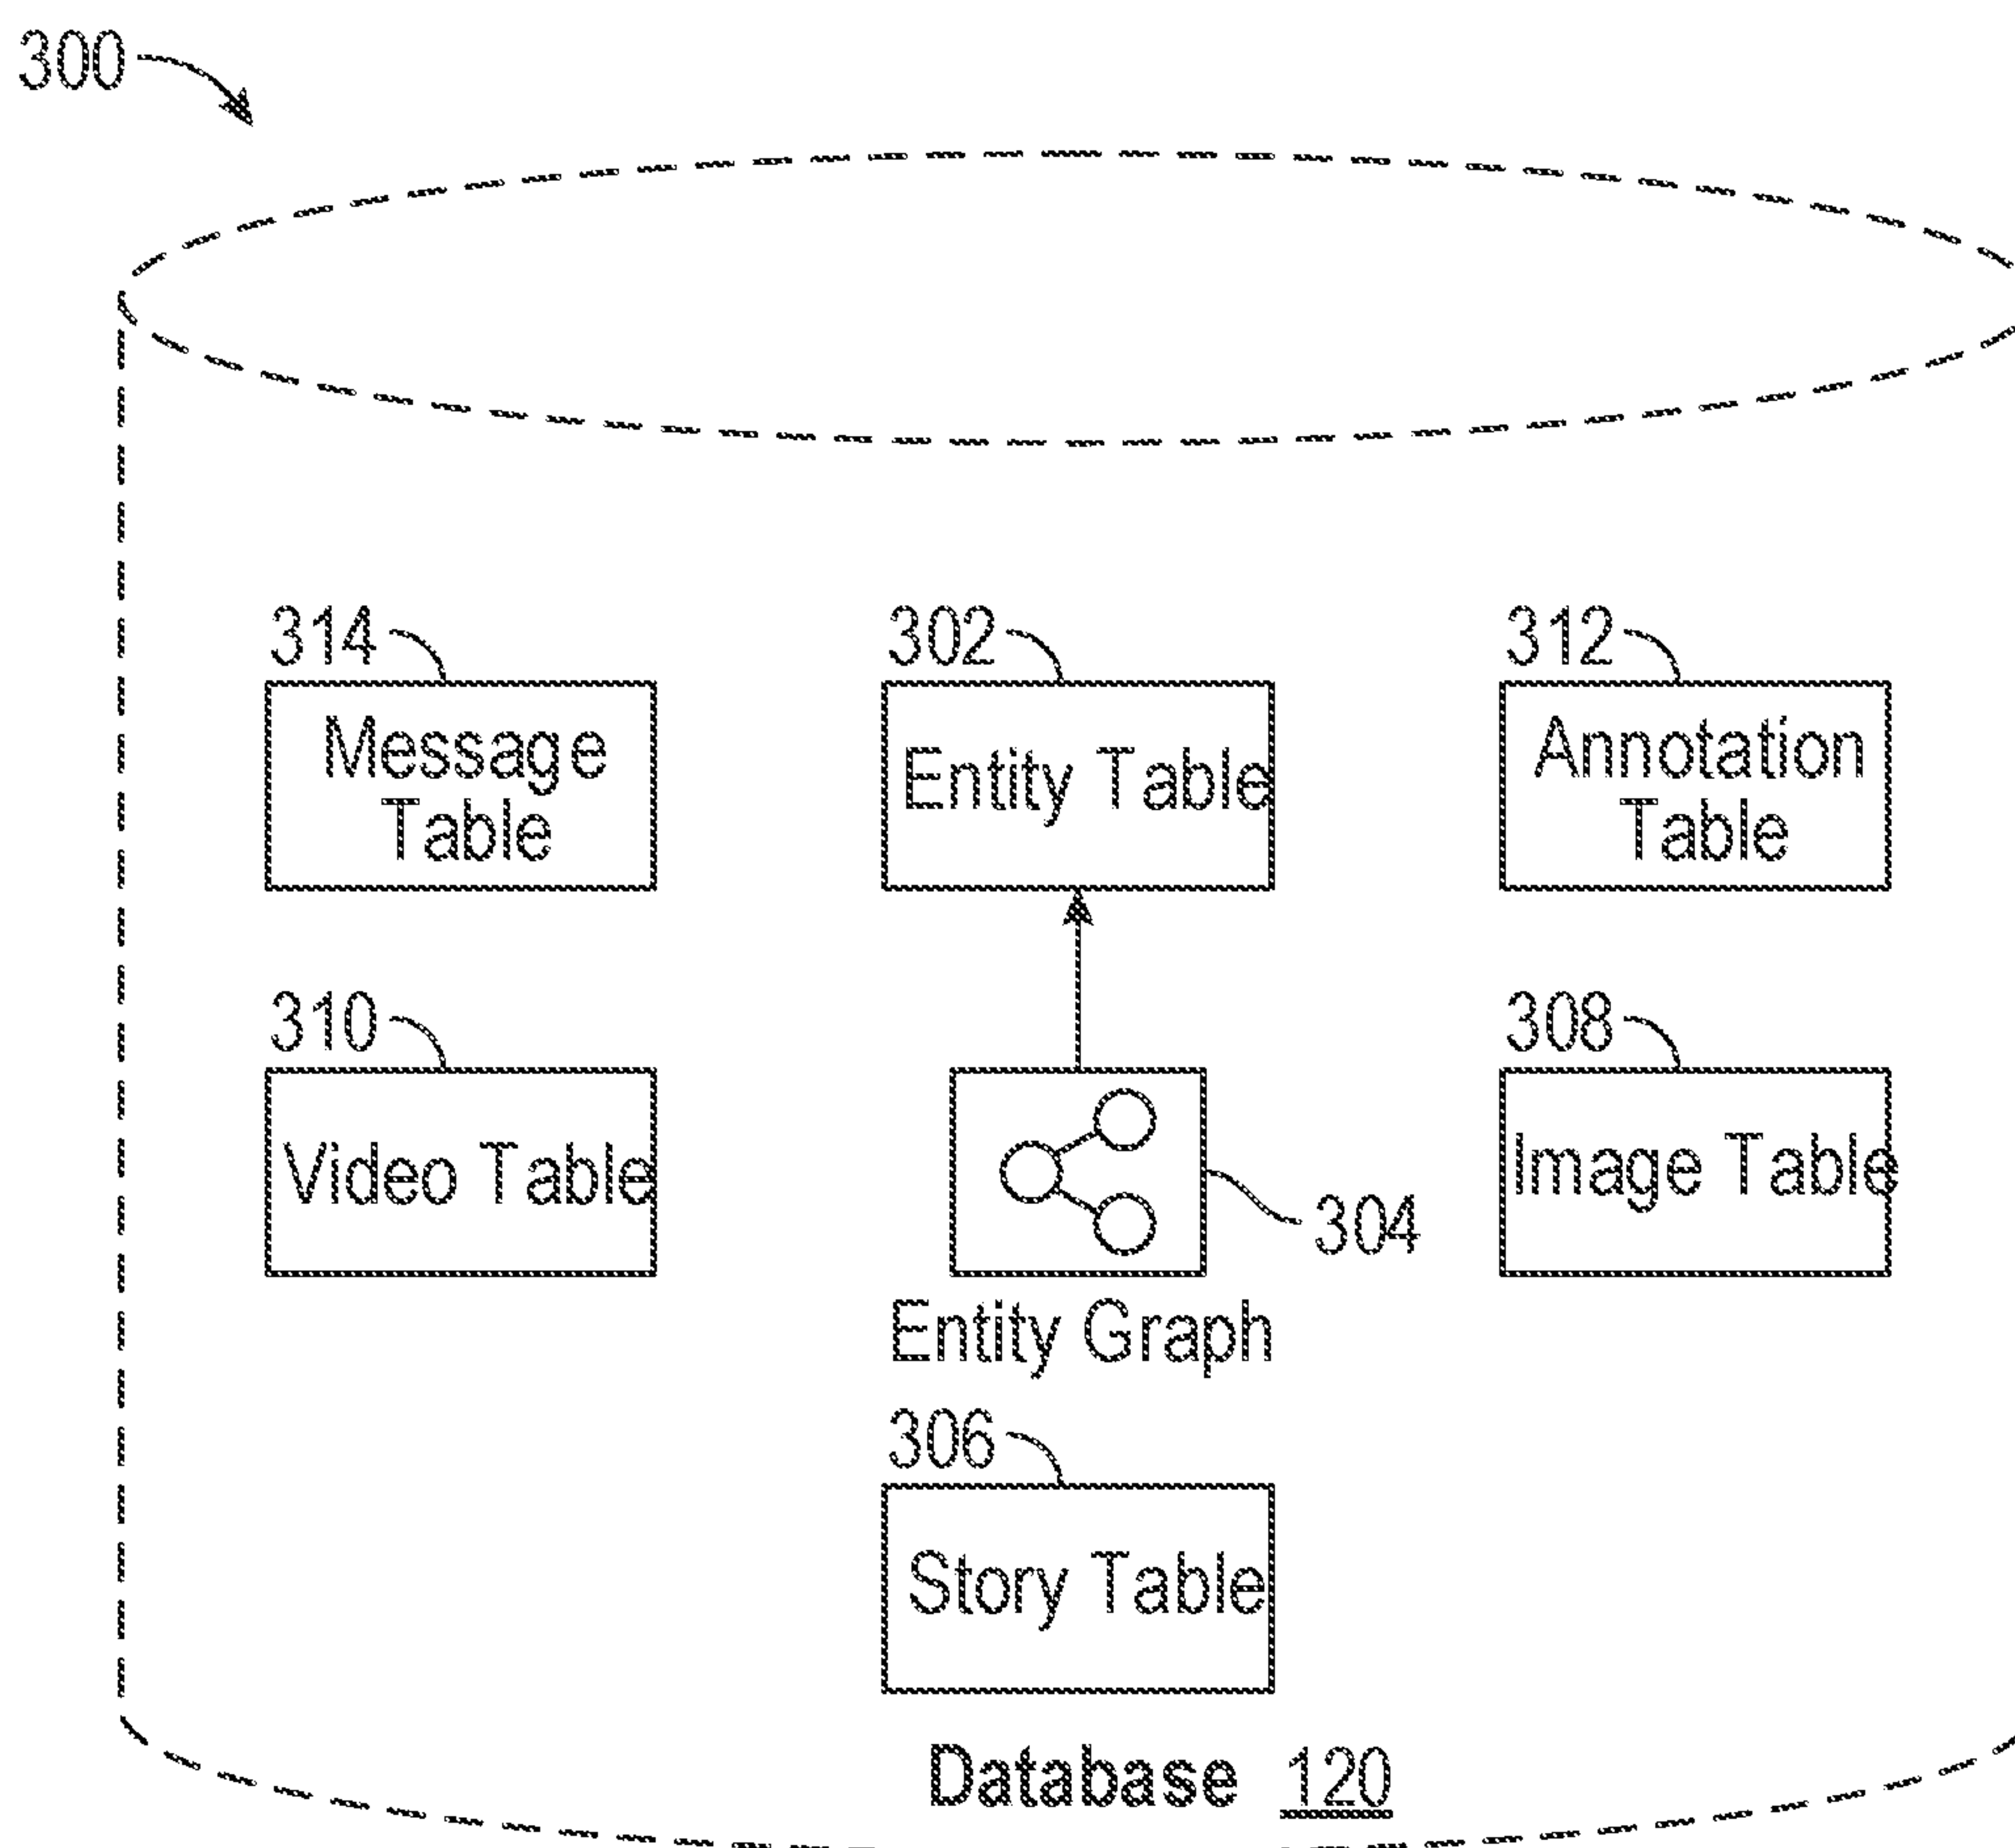 300
314
302
312
Message
Table
Entity Table
Annotation
Table
310
308
Video Table
Image Table
304
Entity Graph
306
Story Table
Database 120